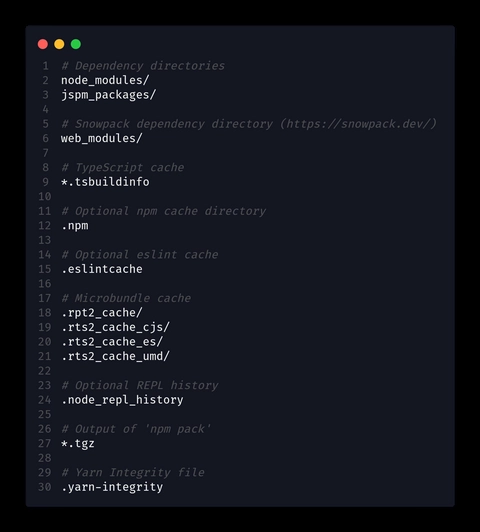 1 # Dependency directories
2 node_modules/
3 jspm_packages/
4
5 # Snowpack dependency directory (https://snowpack.dev/)
6 web_modules/
7
8 # TypeScript cache
9 *.tsbuildinfo
10
11 # Optional npm cache directory
12 .npm
13
14 # Optional eslint cache
15 .eslintcache
16
17 # Microbundle cache
18 .rpt2_cache/
19 .rts2_cache_cjs/
20 .rts2_cache_es/
21 .rts2_cache_umd/
22
23 # Optional REPL history
24 .node_repl_history
25
26 # Output of 'npm pack'
27 *.tgz
28
29 # Yarn Integrity file
30 .yarn-integrity